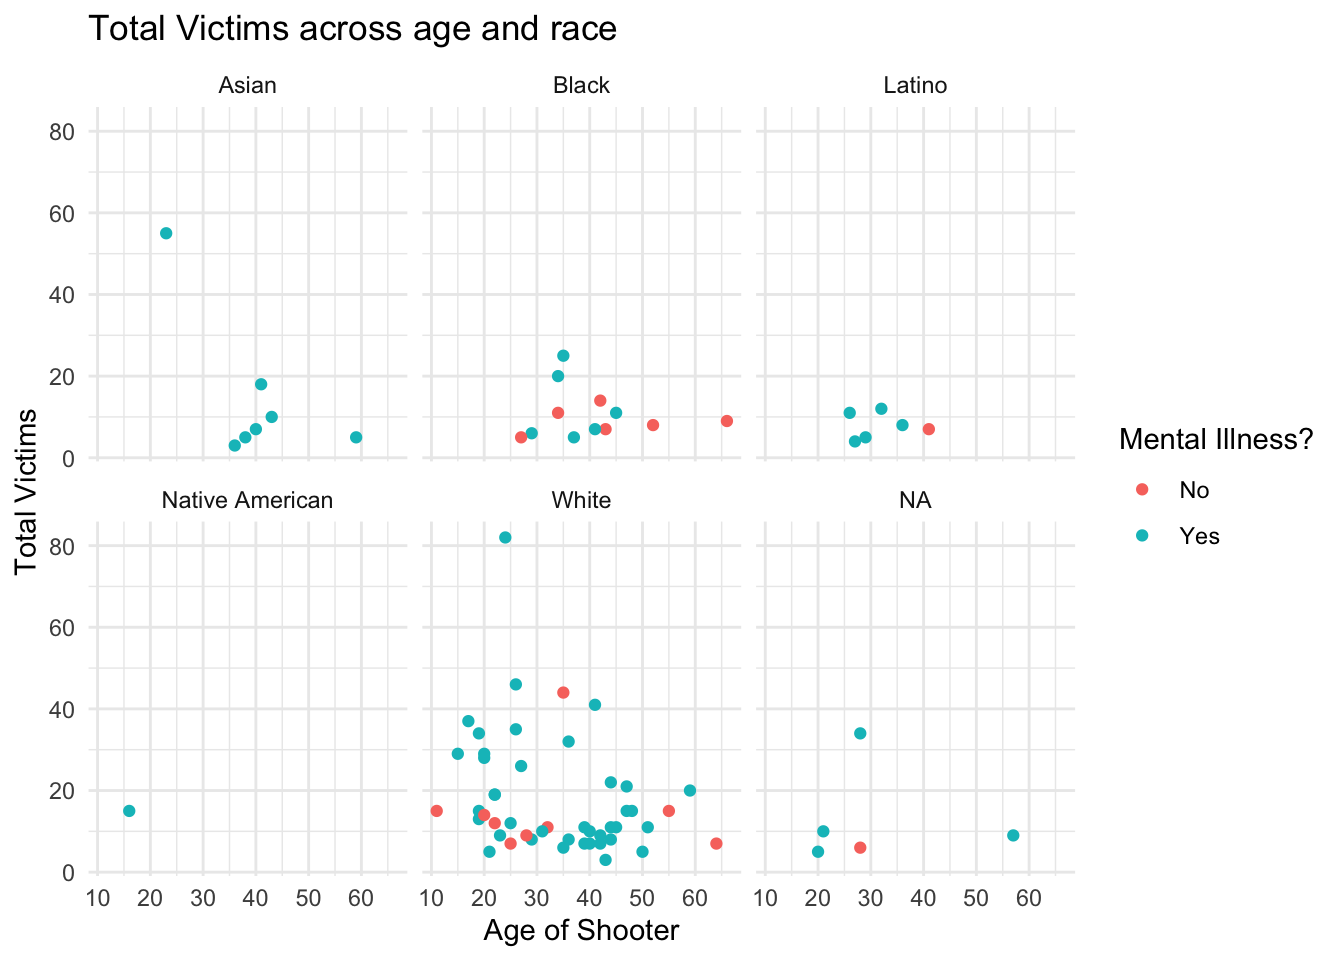 Total Victims across age and race
Asian
Black
Latino
80
60
40
20
0
Native American
White
NA
80
60
40
20
0
10 20 30 40 50 60
10 20 30 40 50 60
10 20 30 40 50 60
Age of Shooter
Total Victims
Mental Illness?
No
Yes